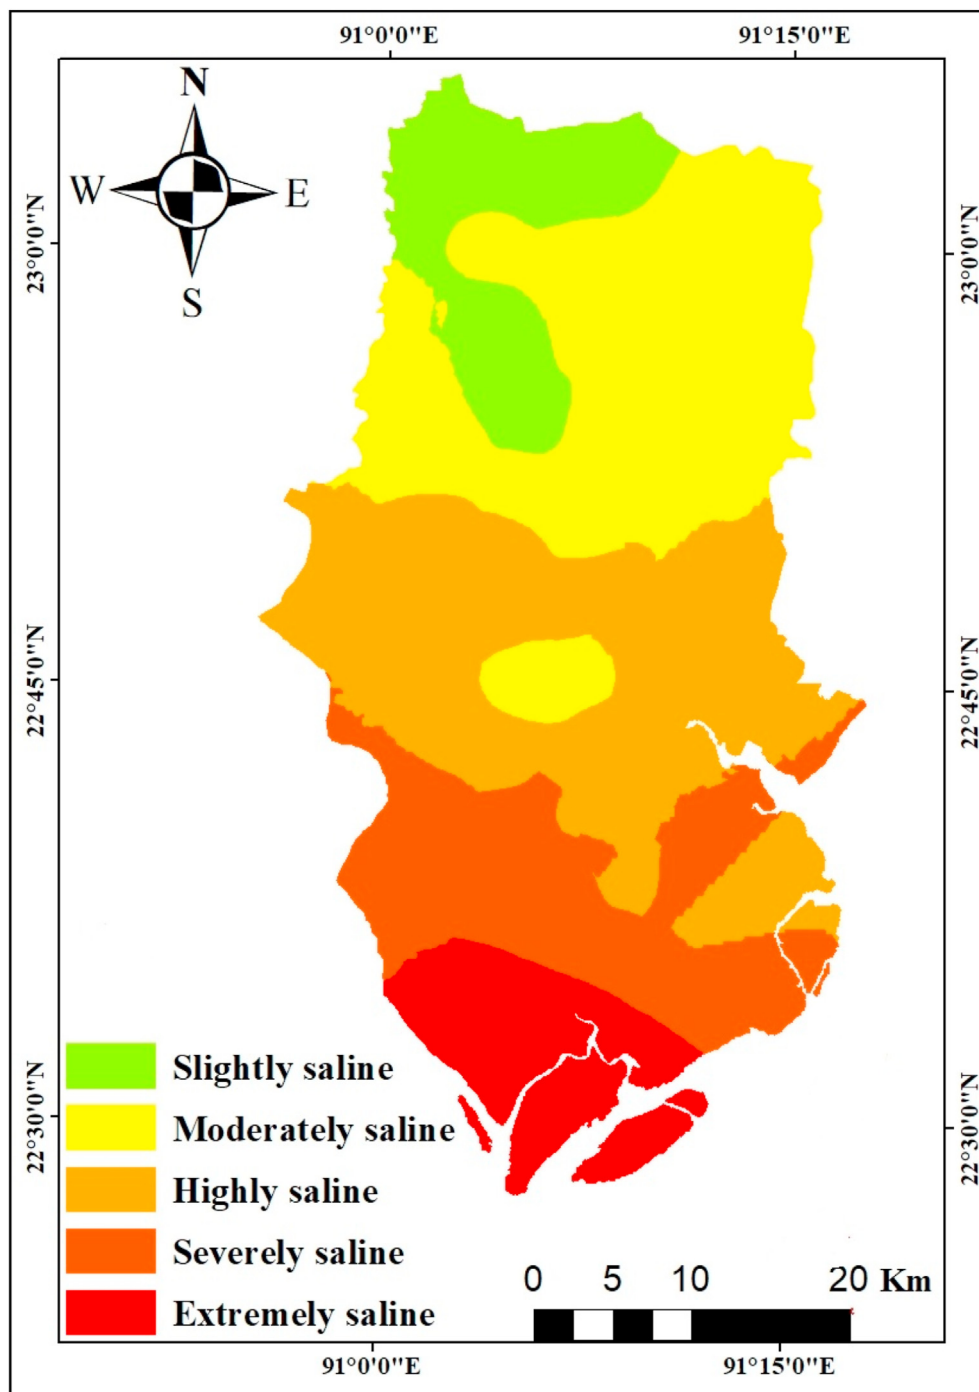 91°0'0"E 91°15'0"E
N
W E
S
23°0'0"N 23°0'0"N
22°45'0"N 22°45'0"N
22°30'0"N 22°30'0"N
Slightly saline
Moderately saline
Highly saline
Severely saline
Extremely saline
0 5 10 20 Km
91°0'0"E 91°15'0"E